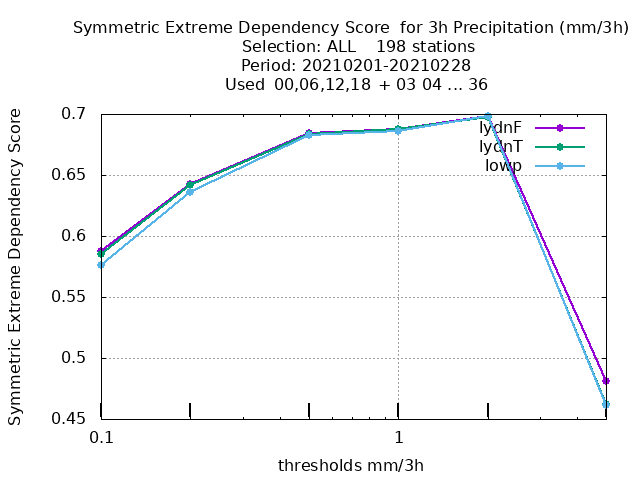 Symmetric Extreme Dependency Score  for 3h Precipitation (mm/3h)
Selection: ALL    198 stations
Period: 20210201-20210228
Used  00,06,12,18  + 03 04 ... 36
Symmetric Extreme Dependency Score
0.7
0.65
0.6
0.55
0.5
0.45
lydnF
lydnT
lowp
0.1
1
thresholds mm/3h